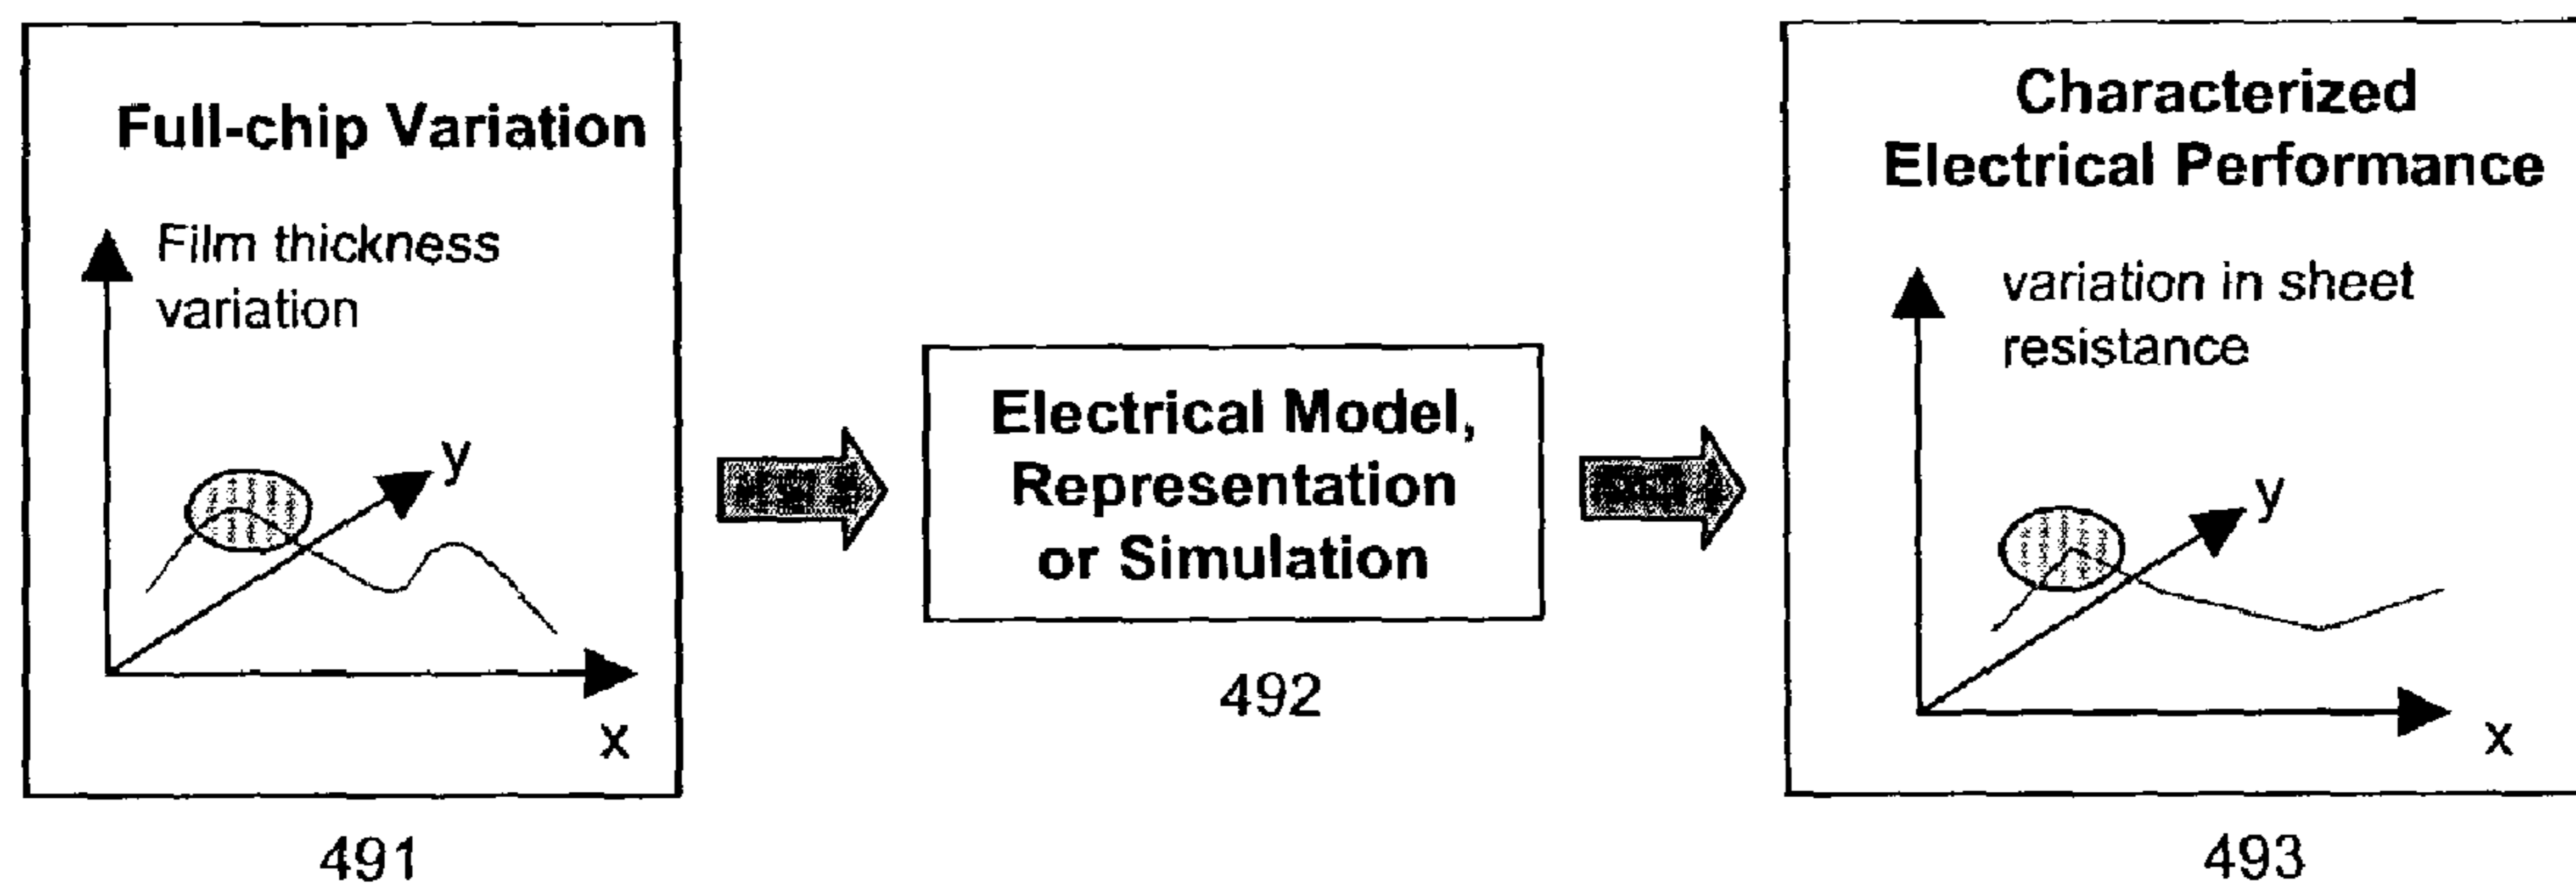 Full-chip Variation
Film thickness
variation
y
x
491
Electrical Model,
Representation
or Simulation
492
Characterized
Electrical Performance
variation in sheet
resistance
y
x
493